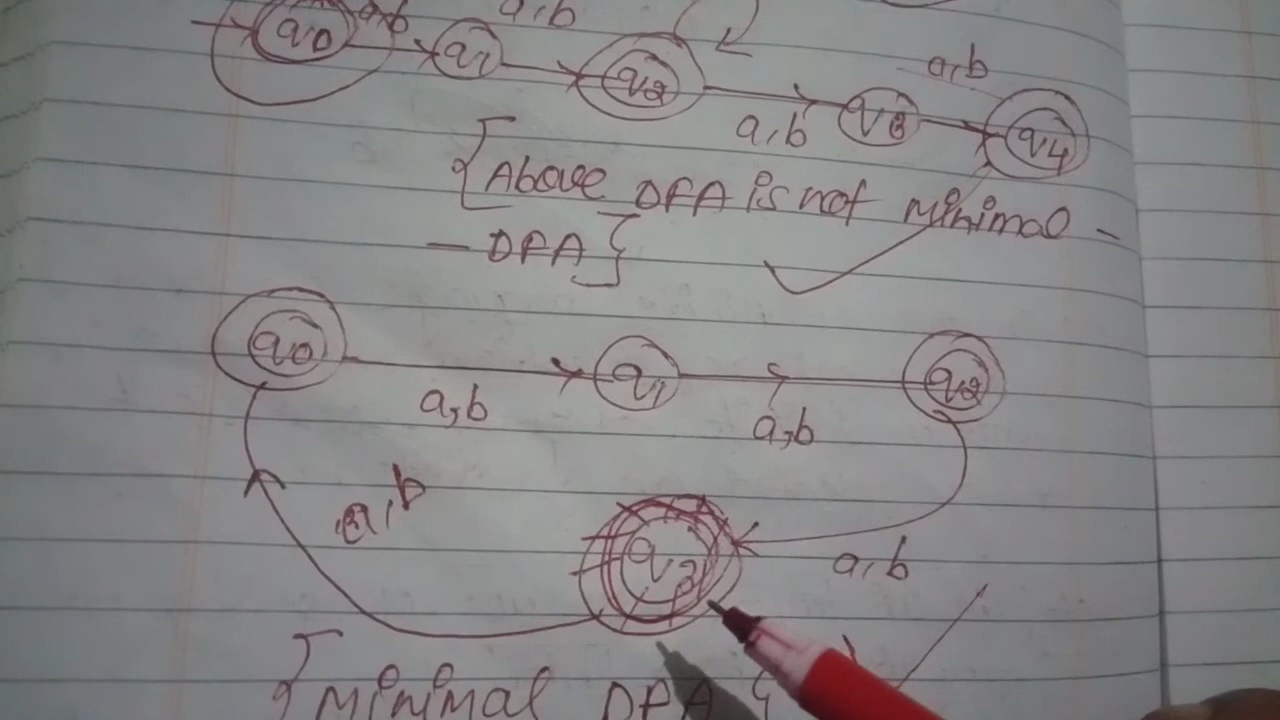 a,b a,b
q0 q1 q2 a,b
a,b q3 q4
{Above DFA is not minimal -
- DFA}
q0 q1 q2
a,b a,b
a,b
q3 a,b
{minimal DFA}